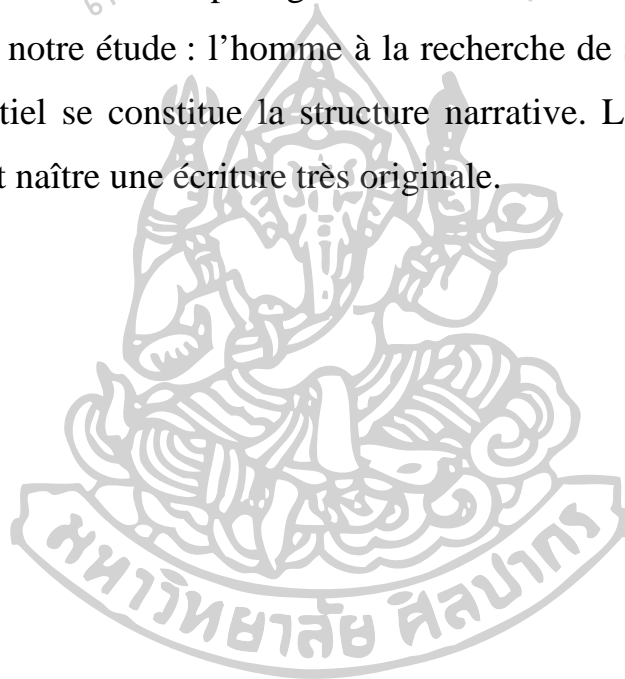 notre étude : l’homme à la recherche de
tiel se constitue la structure narrative. L
t naître une écriture très originale.
มหาวิทยาลัย ศิลปากร